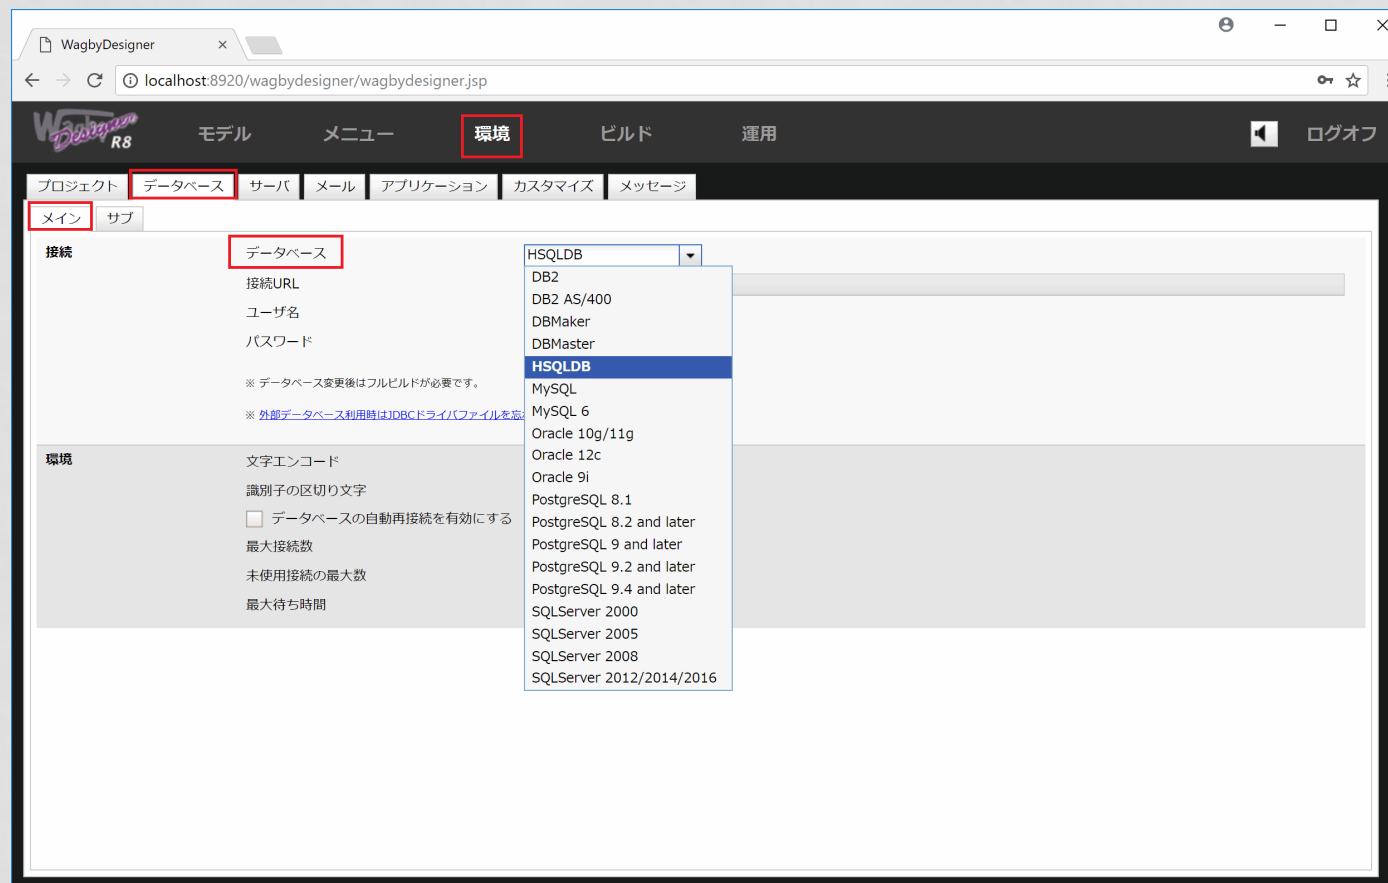 WagbyDesigner
localhost:8920/wagbydesigner/wagbydesigner.jsp
Wagby Designer R8 モデル メニュー 環境 ビルド 運用 ログオフ
プロジェクト データベース サーバ メール アプリケーション カスタマイズ メッセージ
メイン サブ
接続 データベース HSQLDB
接続URL
ユーザ名
パスワード
※ データベース変更後はフルビルドが必要です。
※ 外部データベース利用時はJDBCドライバファイルを忘
環境 文字エンコード
識別子の区切り文字
データベースの自動再接続を有効にする
最大接続数
未使用接続の最大数
最大待ち時間
DB2
DB2 AS/400
DBMaker
DBMaster
HSQLDB
MySQL
MySQL 6
Oracle 10g/11g
Oracle 12c
Oracle 9i
PostgreSQL 8.1
PostgreSQL 8.2 and later
PostgreSQL 9 and later
PostgreSQL 9.2 and later
PostgreSQL 9.4 and later
SQLServer 2000
SQLServer 2005
SQLServer 2008
SQLServer 2012/2014/2016